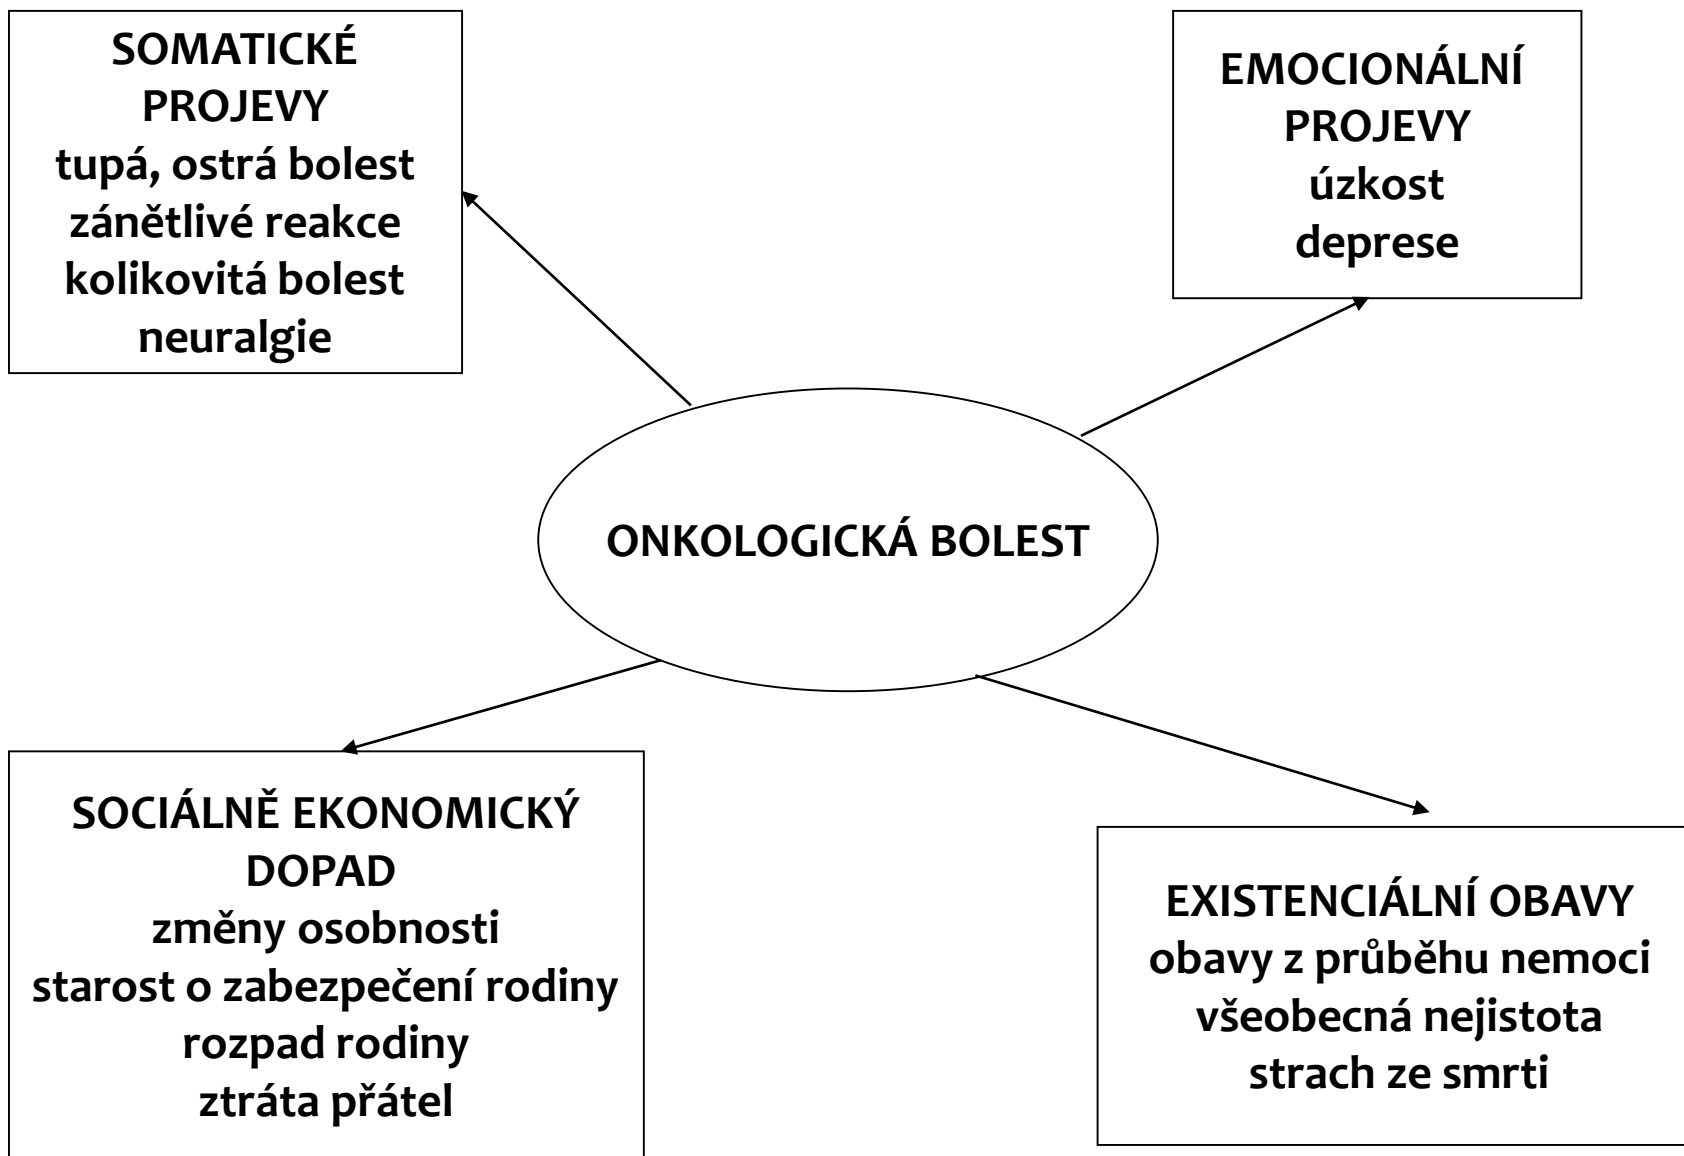 SOMATICKÉ
PROJEVY
tupá, ostrá bolest
zánětlivé reakce
kolikovitá bolest
neuralgie
EMOCIONÁLNÍ
PROJEVY
úzkost
deprese
ONKOLOGICKÁ BOLEST
SOCIÁLNĚ EKONOMICKÝ
DOPAD
změny osobnosti
starost o zabezpečení rodiny
rozpad rodiny
ztráta přátel
EXISTENCIÁLNÍ OBAVY
obavy z průběhu nemoci
všeobecná nejistota
strach ze smrti